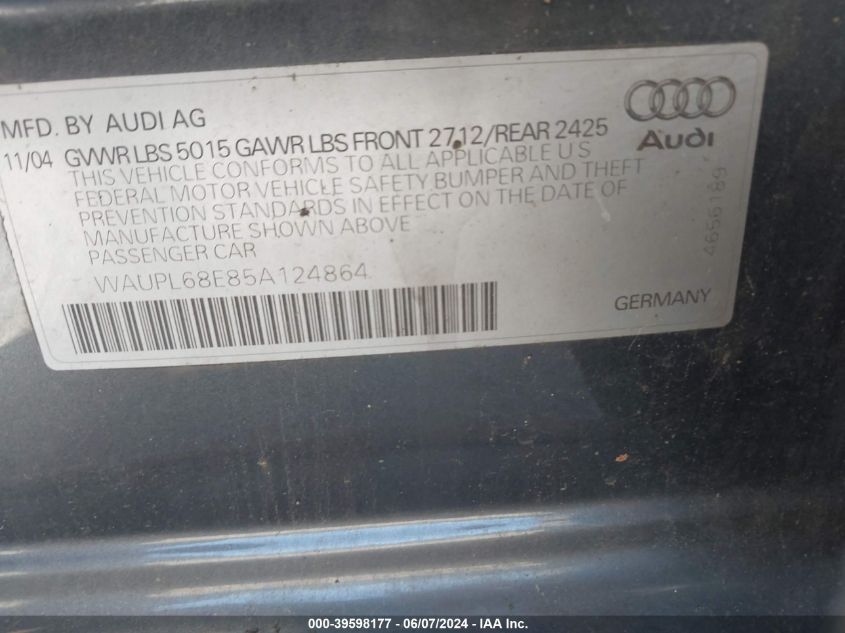 MFD. BY AUDI AG
11/04 GVWR LBS 5015 GAWR LBS FRONT 2712/REAR 2425
THIS VEHICLE CONFORMS TO ALL APPLICABLE U S
FEDERAL MOTOR VEHICLE SAFETY BUMPER AND THEFT
PREVENTION STANDARDS IN EFFECT ON THE DATE OF
MANUFACTURE SHOWN ABOVE
PASSENGER CAR
WAUPL68E85A124864
Audi
4656189
GERMANY
000-39598177 - 06/07/2024 - IAA Inc.